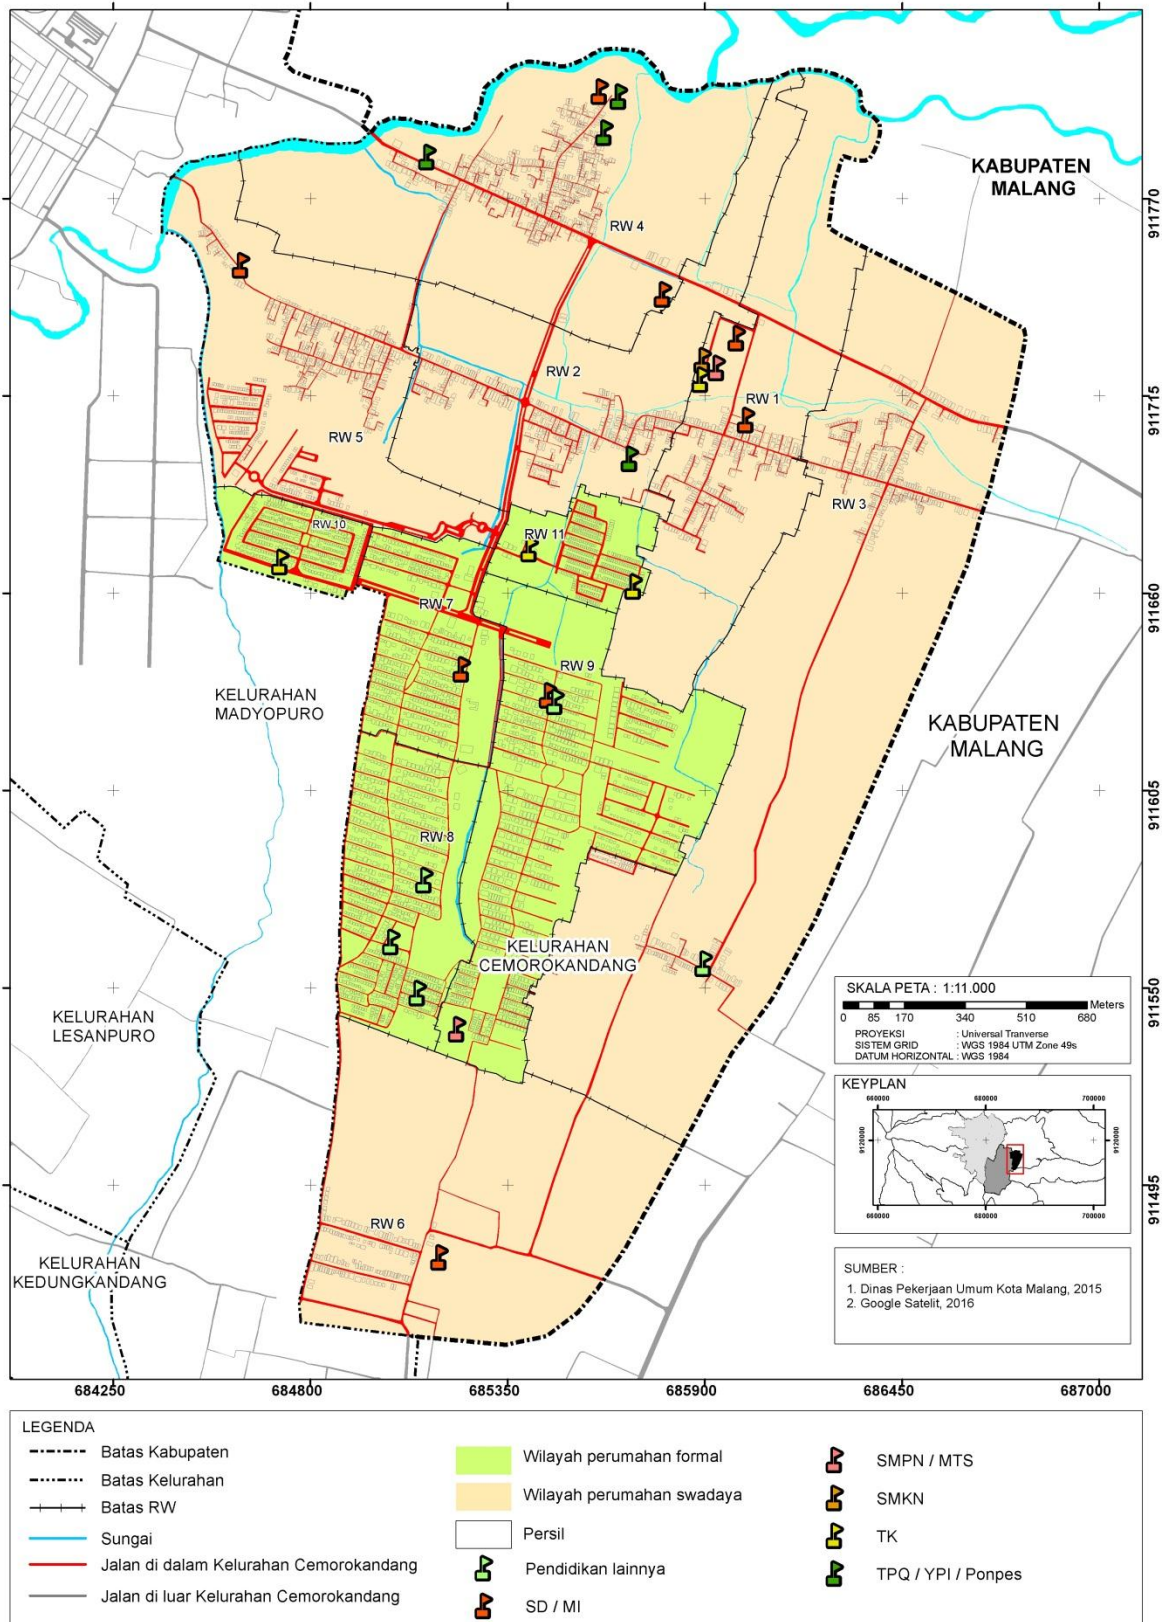 KABUPATEN
MALANG
RW 4
RW 2
RW 1
RW 5
RW 3
RW 10
RW 11
RW 7
RW 9
KELURAHAN
MADYOPURO
KABUPATEN
MALANG
RW 8
KELURAHAN
CEMOROKANDANG
KELURAHAN
LESANPURO
RW 6
KELURAHAN
KEDUNGKANDANG
911770
911715
911660
911605
911550
911495
684250
684800
685350
685900
686450
687000
SKALA PETA : 1:11.000
Meters
0 85 170 340 510 680
PROYEKSI : Universal Tranverse
SISTEM GRID : WGS 1984 UTM Zone 49s
DATUM HORIZONTAL : WGS 1984
KEYPLAN
660000 680000 700000
9120000 9120000
660000 680000 700000
SUMBER :
1. Dinas Pekerjaan Umum Kota Malang, 2015
2. Google Satelit, 2016
LEGENDA
Batas Kabupaten
Batas Kelurahan
Batas RW
Sungai
Jalan di dalam Kelurahan Cemorokandang
Jalan di luar Kelurahan Cemorokandang
Wilayah perumahan formal
Wilayah perumahan swadaya
Persil
Pendidikan lainnya
SD / MI
SMPN / MTS
SMKN
TK
TPQ / YPI / Ponpes